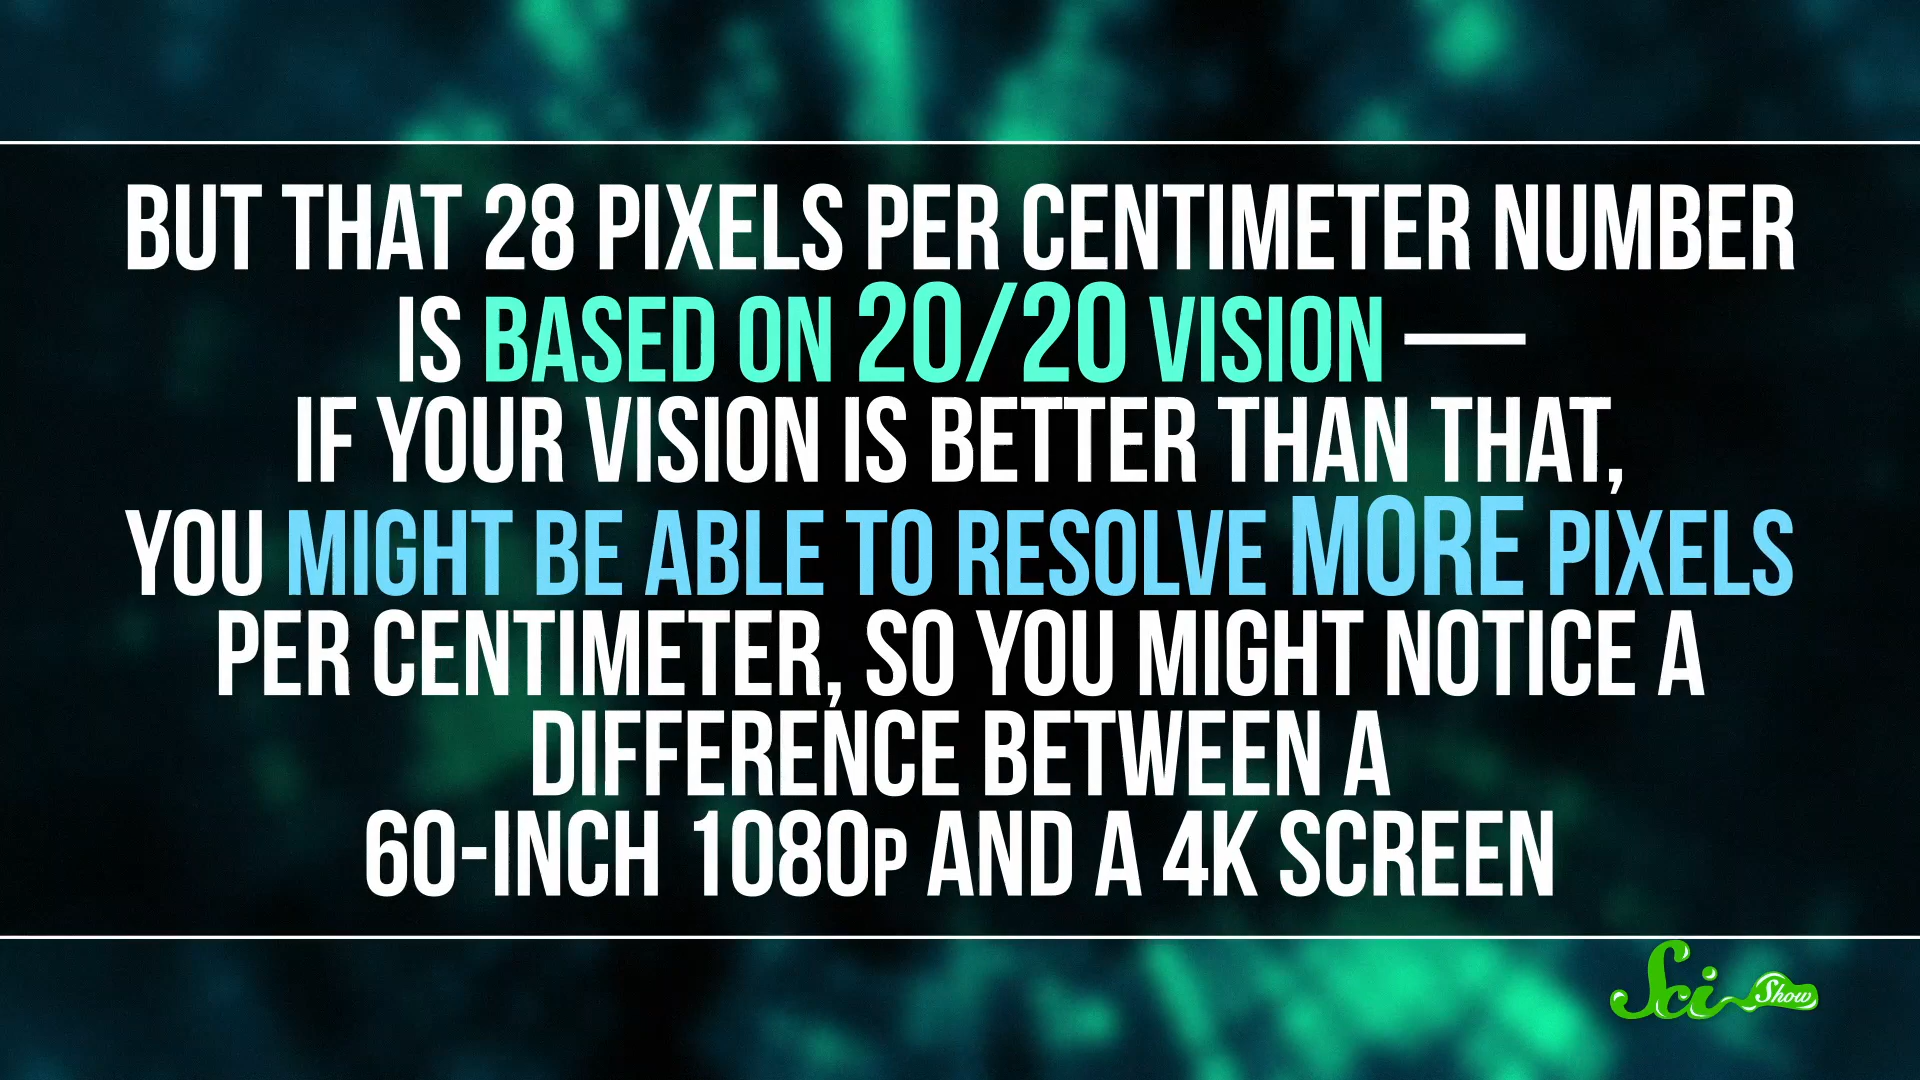 BUT THAT 28 PIXELS PER CENTIMETER NUMBER
IS BASED ON 20/20 VISION —
IF YOUR VISION IS BETTER THAN THAT,
YOU MIGHT BE ABLE TO RESOLVE MORE PIXELS
PER CENTIMETER, SO YOU MIGHT NOTICE A
DIFFERENCE BETWEEN A
60-INCH 1080P AND A 4K SCREEN
Sci Show